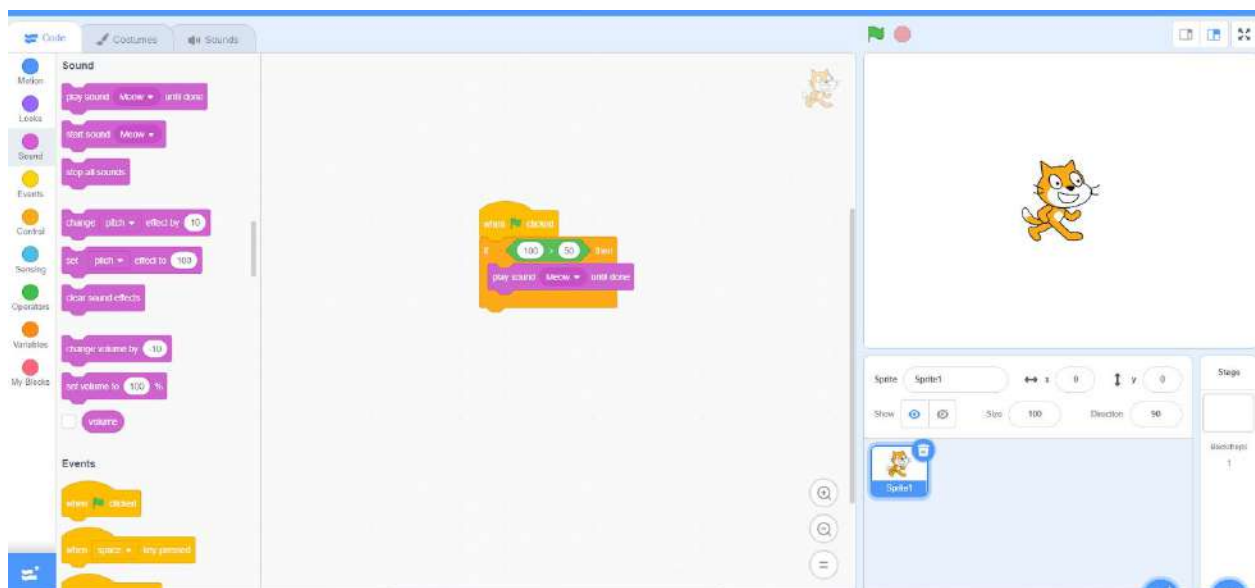 Code
Costumes
Sounds
Motion
Looks
Sound
Events
Control
Sensing
Operators
Variables
My Blocks
Sound
play sound Meow until done
start sound Meow
stop all sounds
change pitch effect by 10
set pitch effect to 100
clear sound effects
change volume by -10
set volume to 100 %
volume
Events
when clicked
when space key pressed
when clicked
if 100 > 50 then
play sound Meow until done
Sprite Sprite1 x 0 y 0
Show Size 100 Direction 90
Sprite1
Stage
Backdrops
1